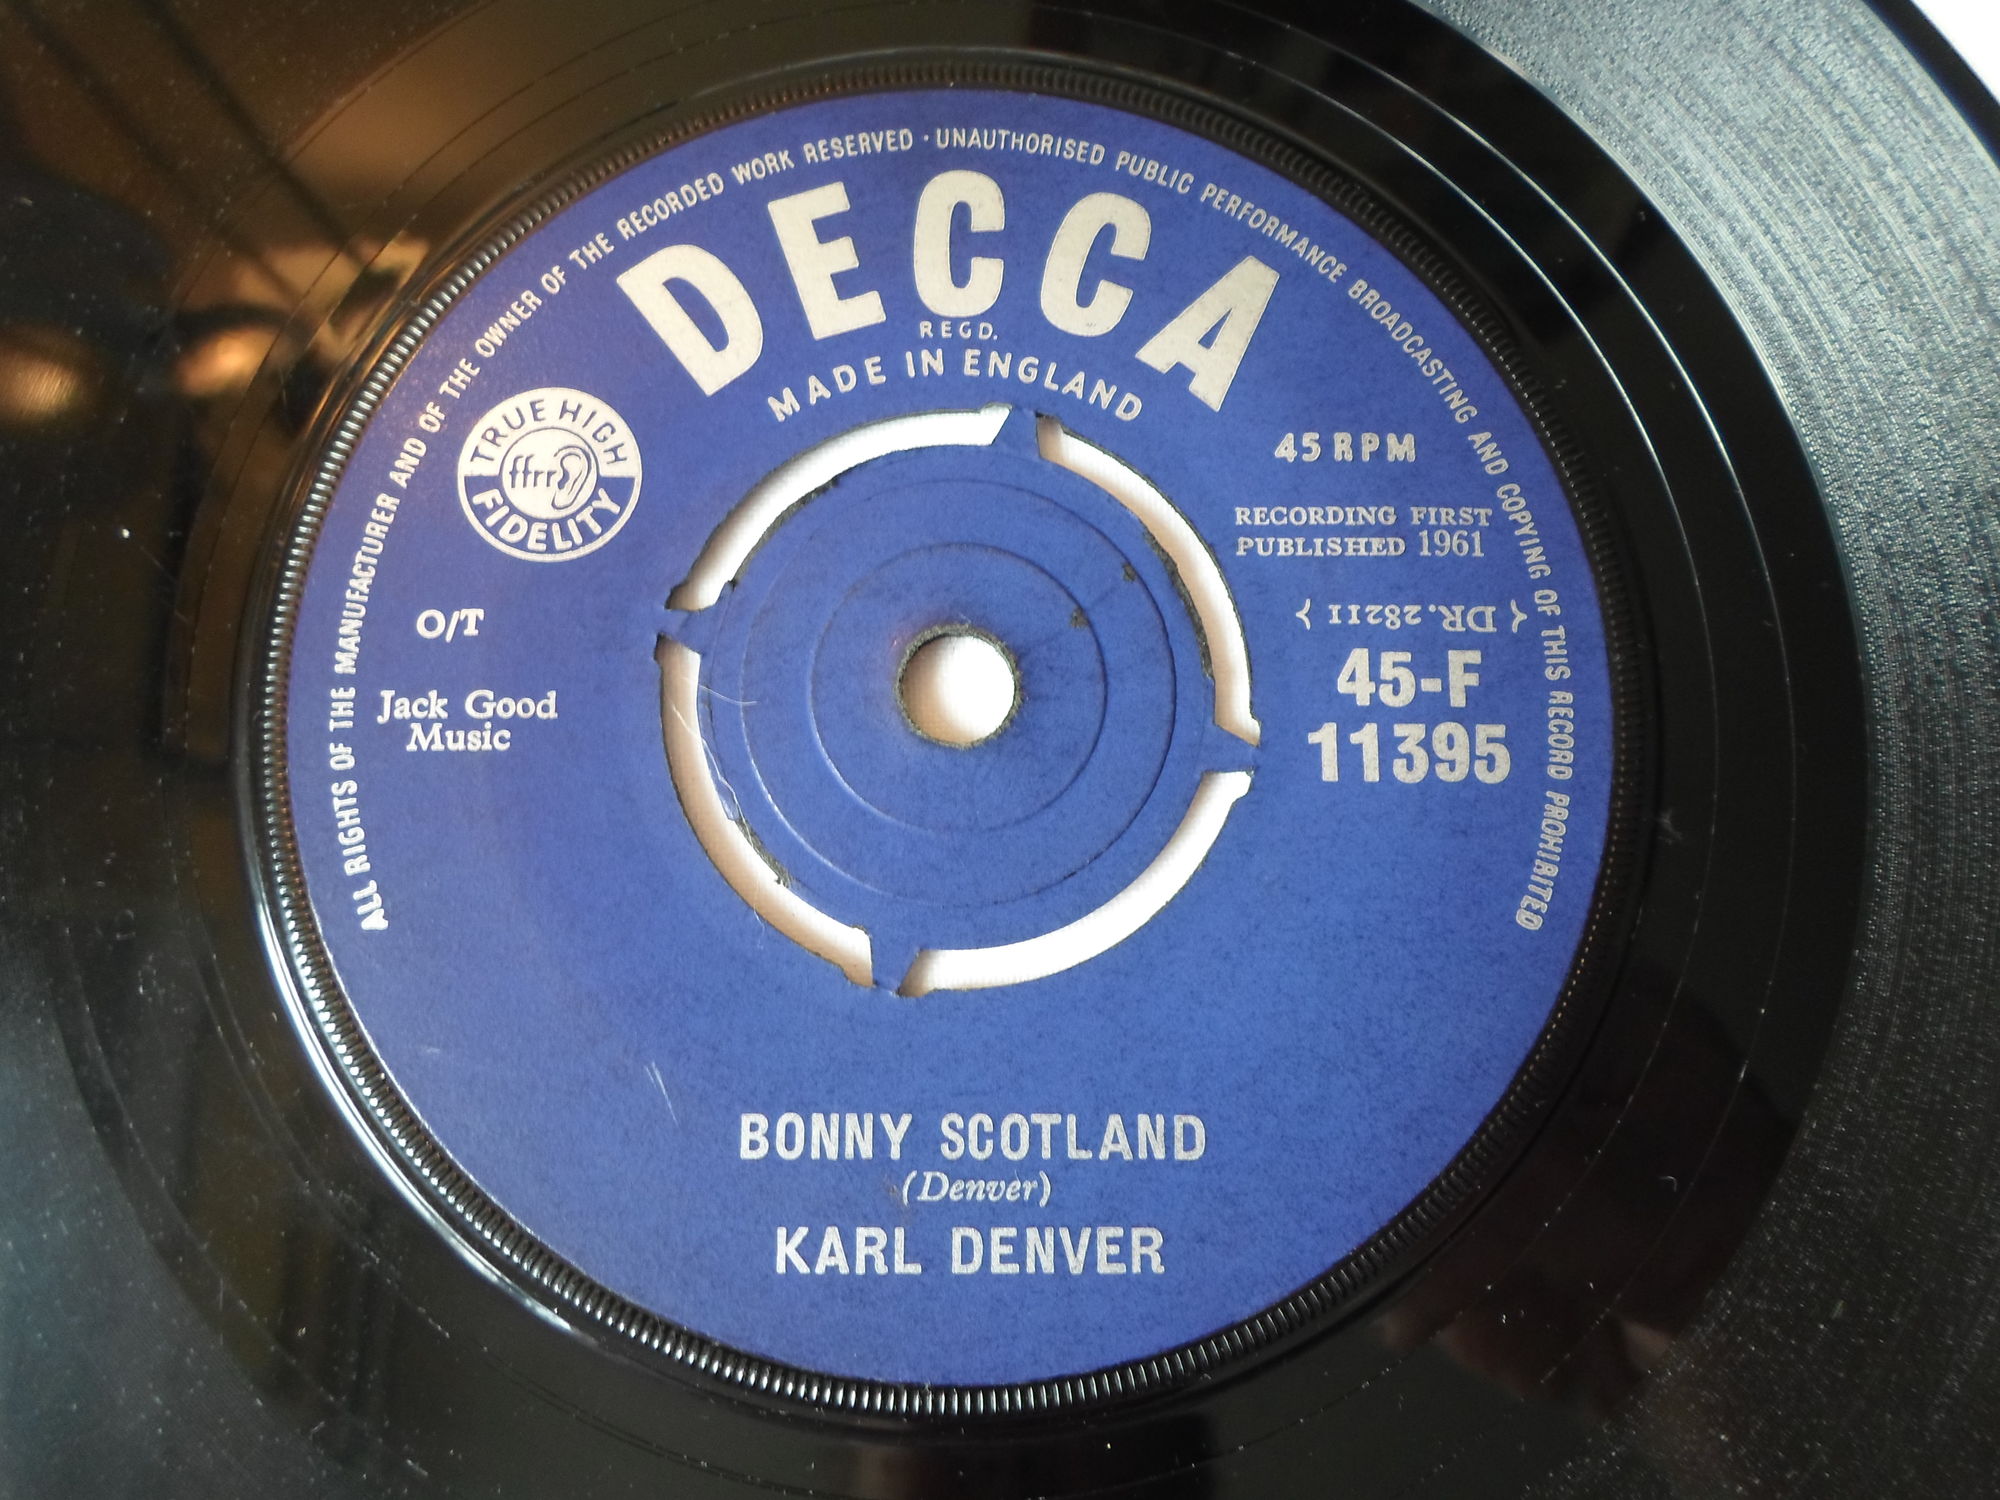 ALL RIGHTS OF THE MANUFACTURER AND OF THE OWNER OF THE RECORDED WORK RESERVED · UNAUTHORISED PUBLIC PERFORMANCE BROADCASTING AND COPYING OF THIS RECORD PROHIBITED
DECCA
REGD.
MADE IN ENGLAND
TRUE HIGH
ffrr
FIDELITY
45 RPM
RECORDING FIRST
PUBLISHED 1961
O/T
DR.28211
Jack Good
Music
45-F
11395
BONNY SCOTLAND
(Denver)
KARL DENVER